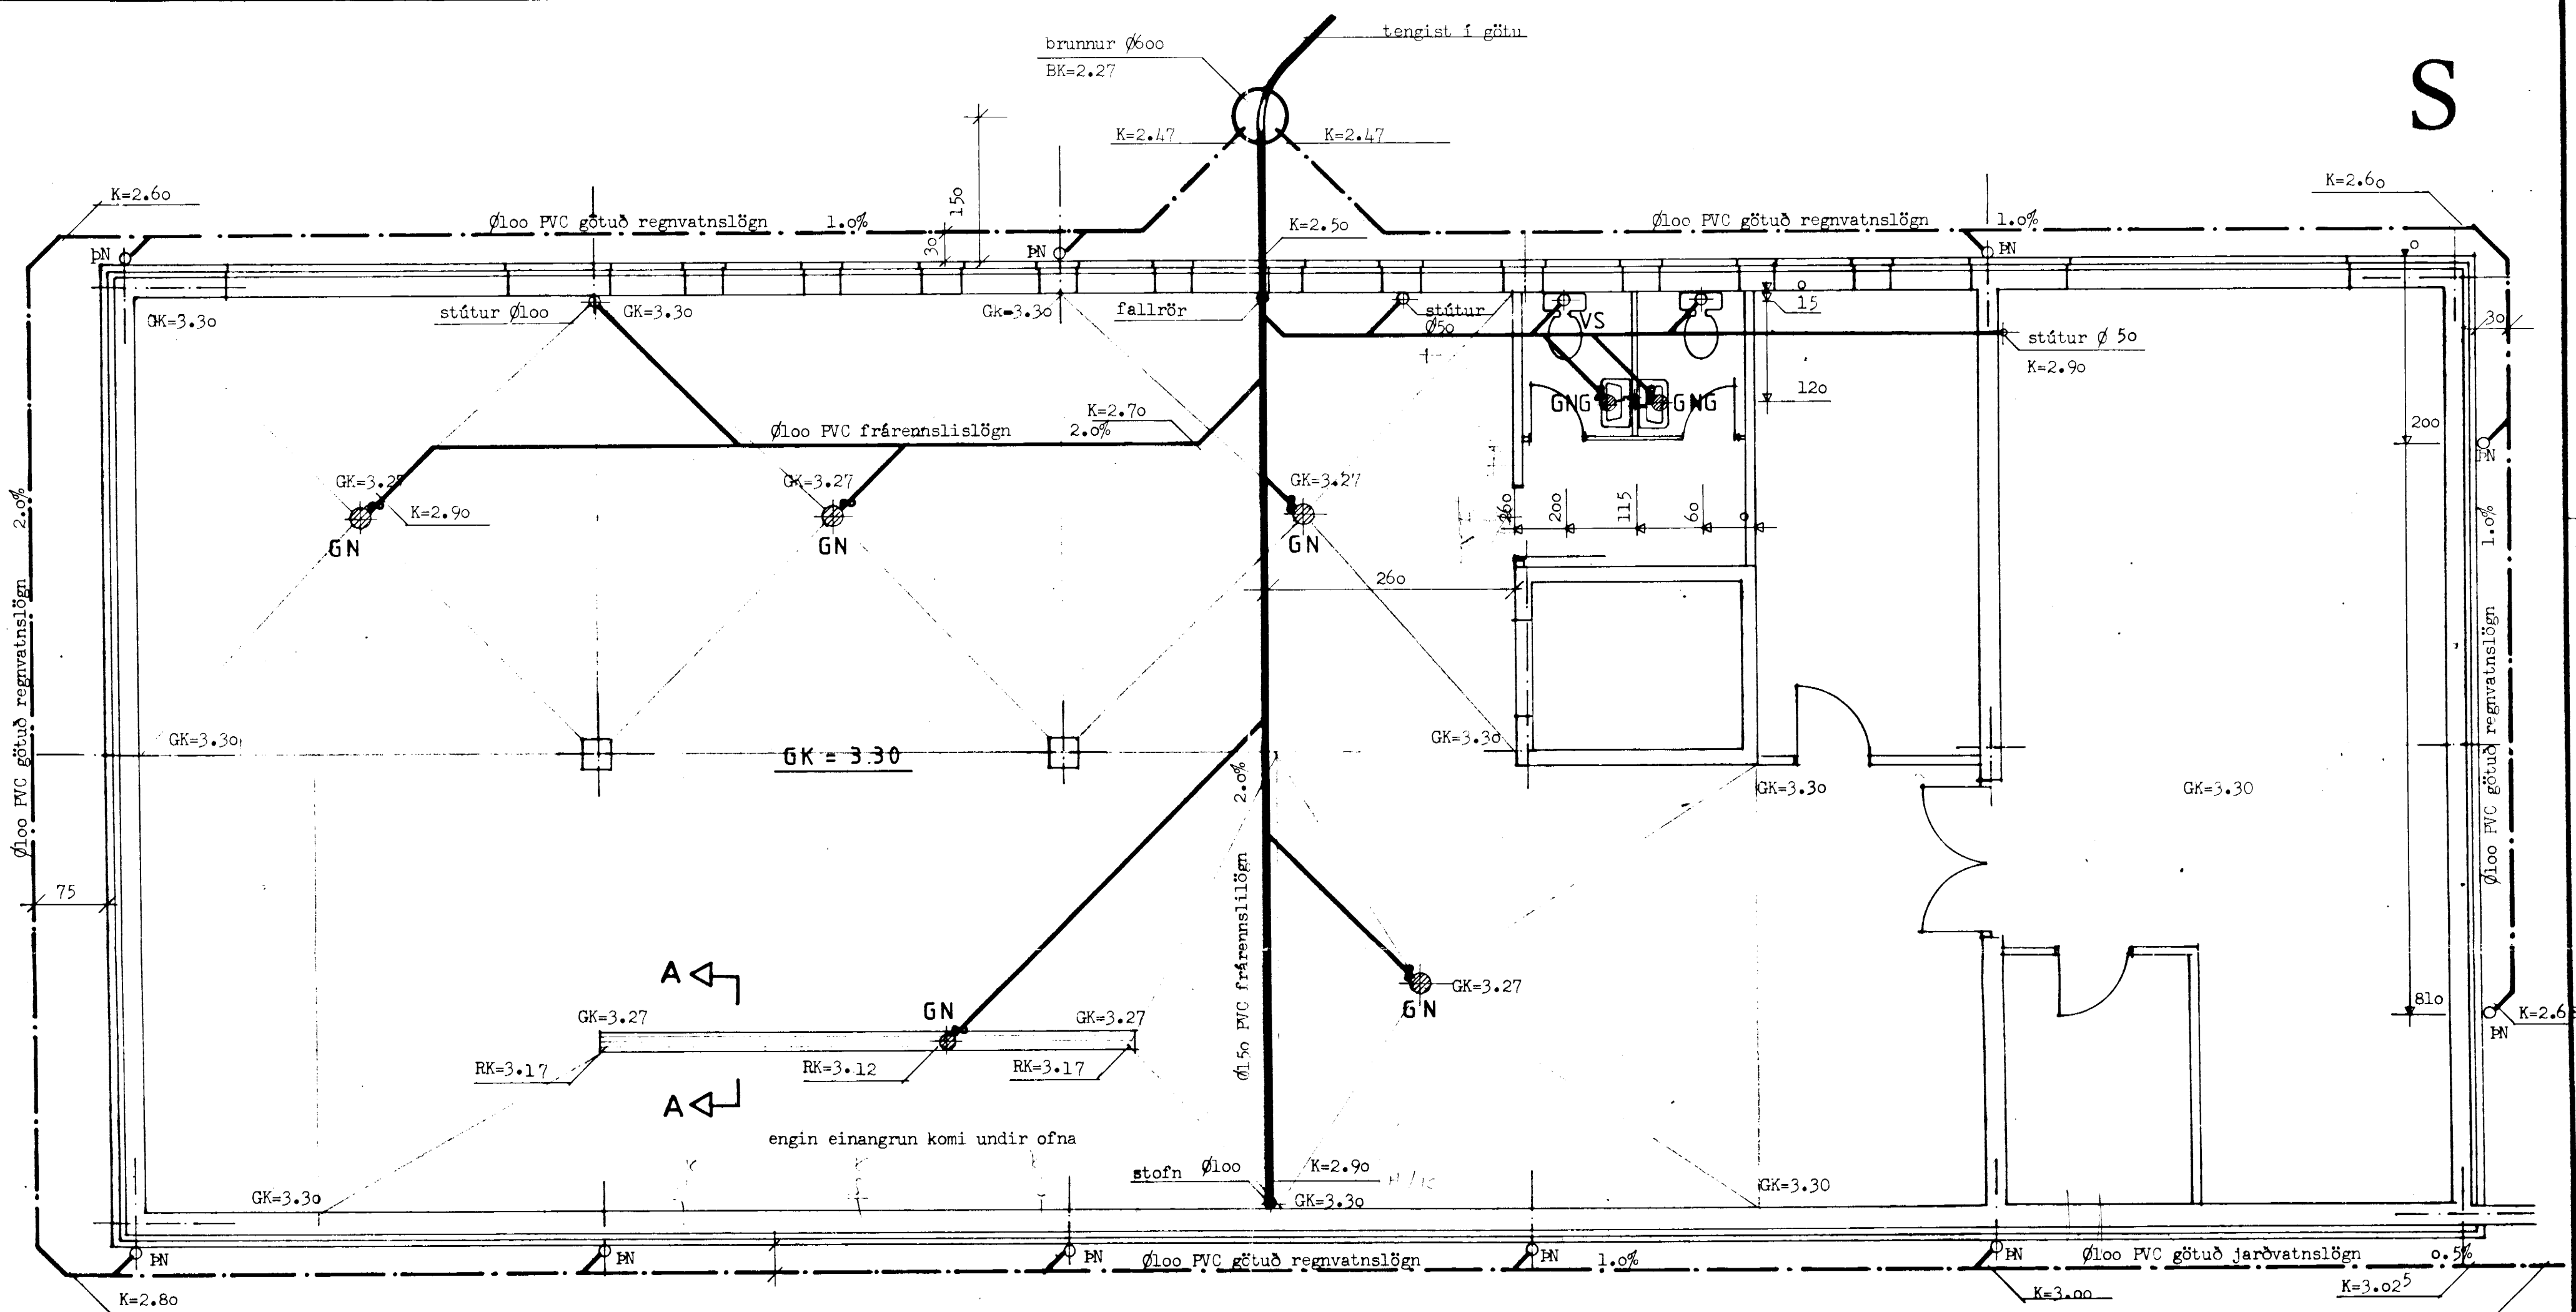 tengist í götu
brunnur Ø600
BK=2.27
S
K=2.47
K=2.47
150
K=2.60
K=2.60
Ø100 PVC götuð regnvatnslögn 1.0%
30
K=2.50
Ø100 PVC götuð regnvatnslögn 1.0%
ÞN
ÞN
ÞN
GK=3.30
stútur Ø100
GK=3.30
GK=3.30
fallrör
stútur
Ø50
VS
15
30
stútur Ø 50
K=2.90
120
GNG
GNG
K=2.70
Ø100 PVC frárennslislögn 2.0%
200
ÞN
GK=3.27
K=2.90
GN
GK=3.27
GN
GK=3.27
GN
200
115
60
0
260
Ø100 PVC götuð regnvatnslögn 2.0%
Ø100 PVC götuð regnvatnslögn 1.0%
GK=3.30
GK = 3.30
GK=3.30
GK=3.30
GK=3.30
75
Ø150 PVC frárennslilögn 2.0%
A
GK=3.27
GN
GK=3.27
GN
GK=3.27
810
K=2.6
ÞN
RK=3.17
RK=3.12
RK=3.17
A
engin einangrun komi undir ofna
stofn Ø100
K=2.90
GK=3.30
GK=3.30
GK=3.30
ÞN
ÞN
ÞN
Ø100 PVC götuð regnvatnslögn
ÞN
1.0%
ÞN
Ø100 PVC götuð jarðvatnslögn 0.5%
K=2.80
K=3.00
K=3.02⁵